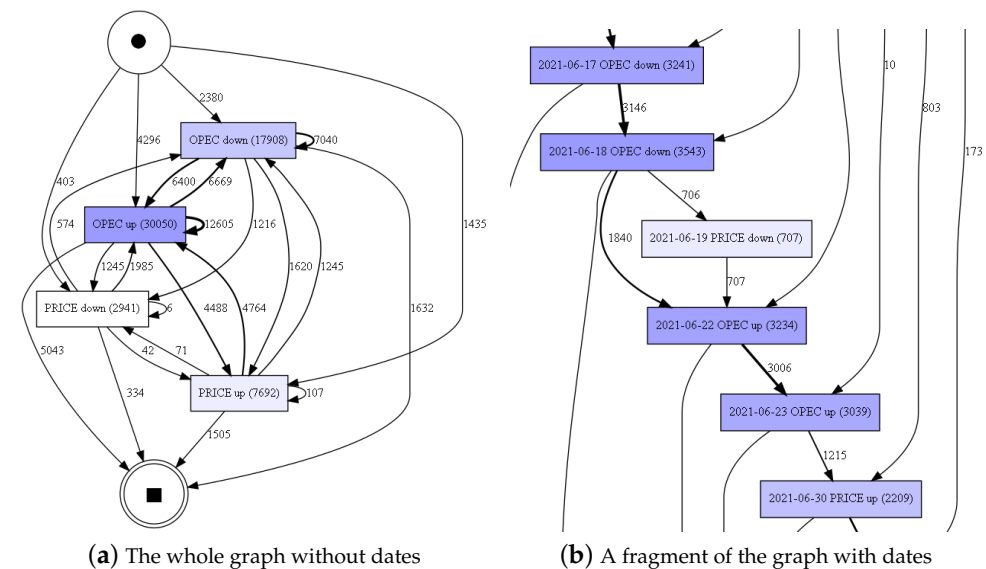 2380
4296
OPEC down (17908)
7040
403
6400
6669
574
OPEC up (30050)
12605
1216
1435
1245
1985
1620
1245
PRICE down (2941)
6
4488
4764
1632
5043
42
71
334
PRICE up (7692)
107
1505
(a) The whole graph without dates
2021-06-17 OPEC down (3241)
10
3146
803
2021-06-18 OPEC down (3543)
173
706
1840
2021-06-19 PRICE down (707)
707
2021-06-22 OPEC up (3234)
3006
2021-06-23 OPEC up (3039)
1215
2021-06-30 PRICE up (2209)
(b) A fragment of the graph with dates